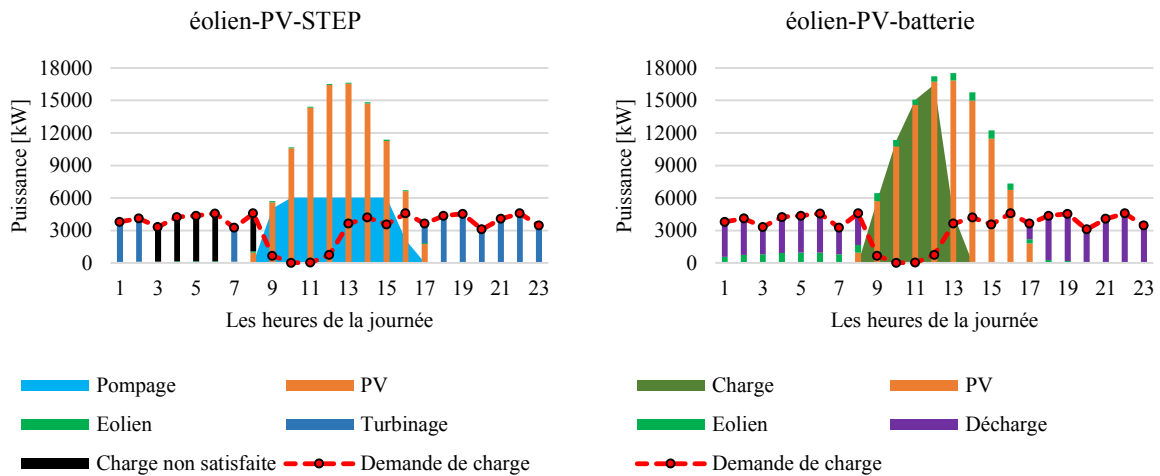 éolien-PV-STEP
Puissance [kW]
18000
15000
12000
9000
6000
3000
0
1 3 5 7 9 11 13 15 17 19 21 23
Les heures de la journée
Pompage
PV
Eolien
Turbinage
Charge non satisfaite
Demande de charge
éolien-PV-batterie
Puissance [kW]
18000
15000
12000
9000
6000
3000
0
1 3 5 7 9 11 13 15 17 19 21 23
Les heures de la journée
Charge
PV
Eolien
Décharge
Demande de charge